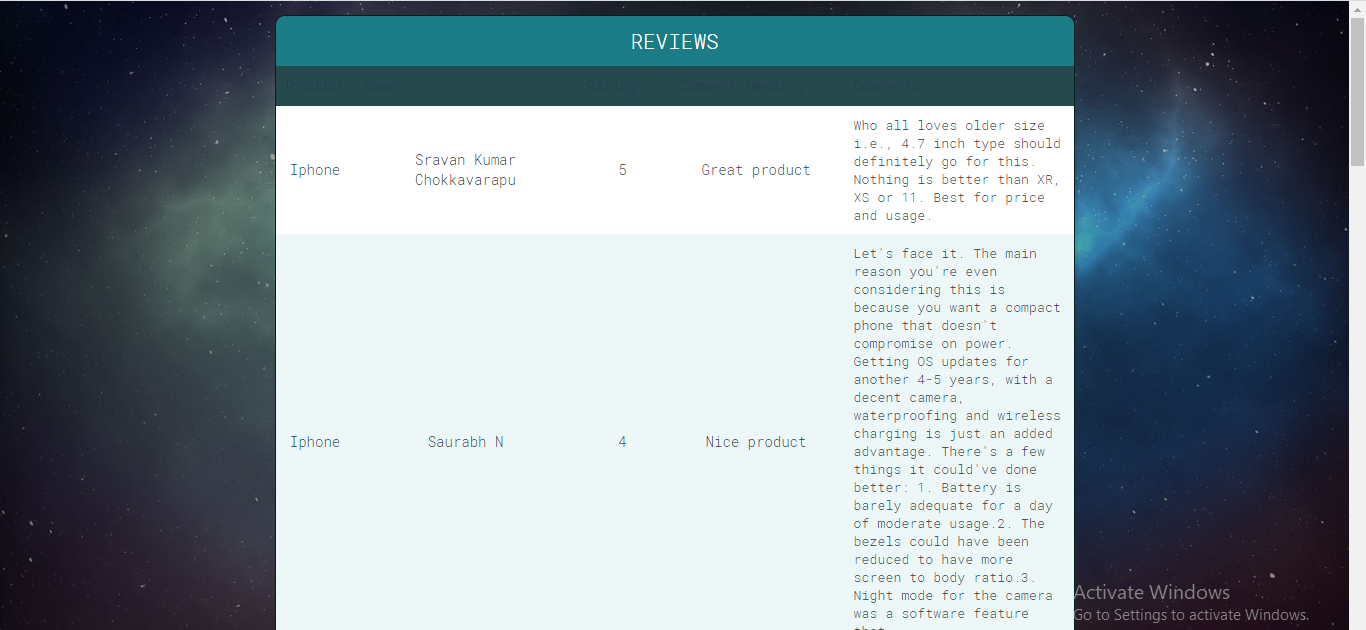 REVIEWS
Product Name Rating Comment Heading Comments
Iphone
Sravan Kumar
Chokkavarapu
5
Great product
Who all loves older size
i.e., 4.7 inch type should
definitely go for this.
Nothing is better than XR,
XS or 11. Best for price
and usage.
Iphone
Saurabh N
4
Nice product
Let's face it. The main
reason you're even
considering this is
because you want a compact
phone that doesn't
compromise on power.
Getting OS updates for
another 4-5 years, with a
decent camera,
waterproofing and wireless
charging is just an added
advantage. There's a few
things it could've done
better: 1. Battery is
barely adequate for a day
of moderate usage.2. The
bezels could have been
reduced to have more
screen to body ratio.3.
Night mode for the camera
was a software feature
Activate Windows
Go to Settings to activate Windows.